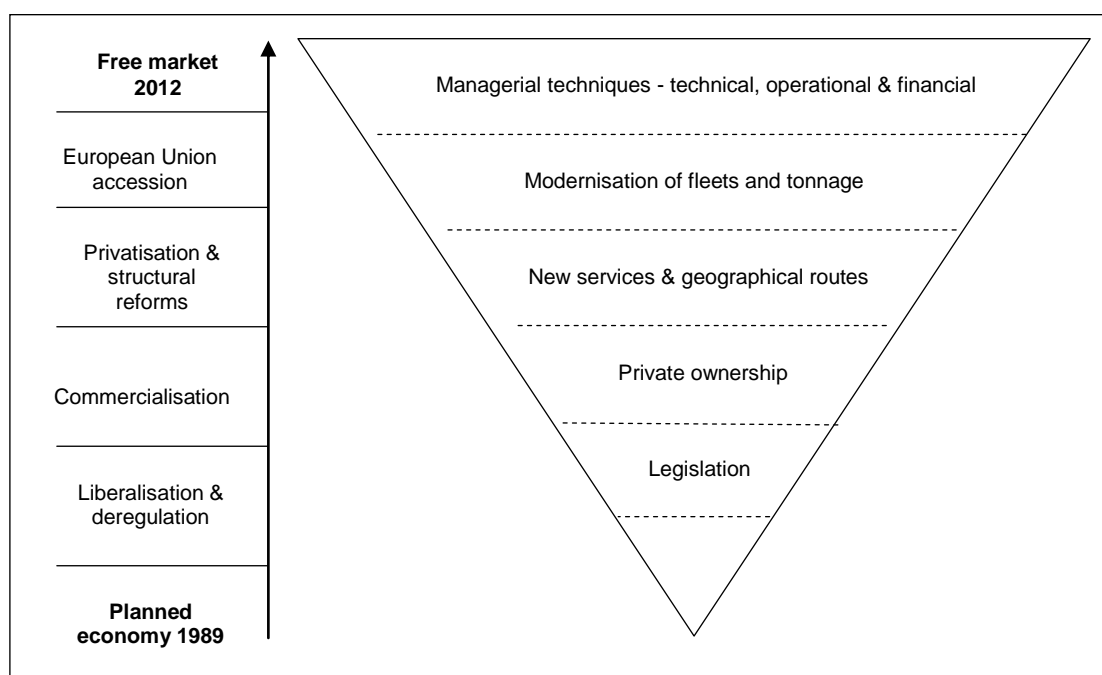 Free market
2012
European Union
accession
Privatisation &
structural
reforms
Commercialisation
Liberalisation &
deregulation
Planned
economy 1989
Managerial techniques - technical, operational & financial
Modernisation of fleets and tonnage
New services & geographical routes
Private ownership
Legislation